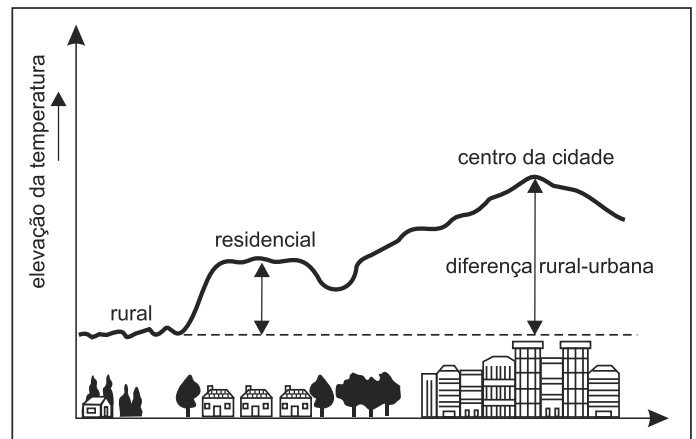 elevação da temperatura
centro da cidade
residencial
diferença rural-urbana
rural